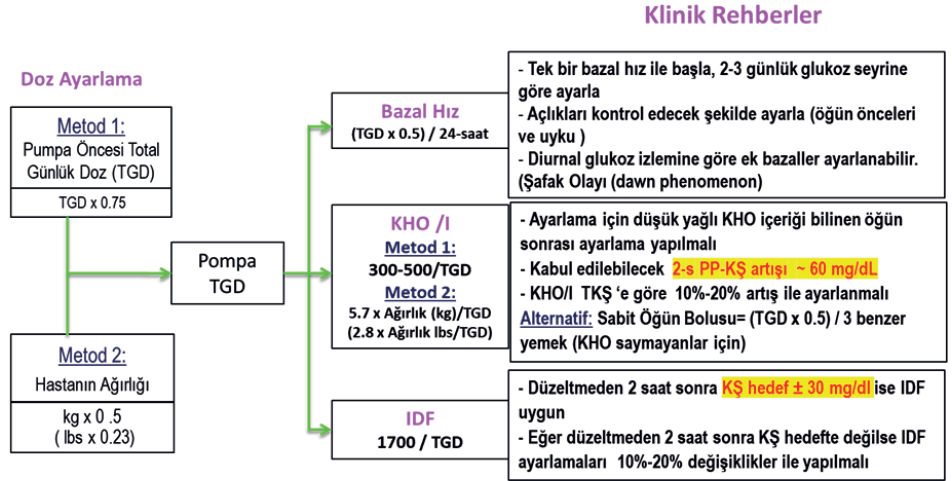 Klinik Rehberler
Doz Ayarlama
Metod 1:
Pumpa Öncesi Total
Günlük Doz (TGD)
TGD x 0.75
Metod 2:
Hastanın Ağırlığı
kg x 0 .5
( lbs x 0.23)
Pompa
TGD
Bazal Hız
(TGD x 0.5) / 24-saat
- Tek bir bazal hız ile başla, 2-3 günlük glukoz seyrine
göre ayarla
- Açlıkları kontrol edecek şekilde ayarla (öğün önceleri
ve uyku )
- Diurnal glukoz izlemine göre ek bazaller ayarlanabilir.
(Şafak Olayı (dawn phenomenon)
KHO /I
Metod 1:
300-500/TGD
Metod 2:
5.7 x Ağırlık (kg)/TGD
(2.8 x Ağırlık lbs/TGD)
- Ayarlama için düşük yağlı KHO içeriği bilinen öğün
sonrası ayarlama yapılmalı
- Kabul edilebilecek 2-s PP-KŞ artışı ~ 60 mg/dL
- KHO/I TKŞ ‘e göre 10%-20% artış ile ayarlanmalı
Alternatif: Sabit Öğün Bolusu= (TGD x 0.5) / 3 benzer
yemek (KHO saymayanlar için)
IDF
1700 / TGD
- Düzeltmeden 2 saat sonra KŞ hedef ± 30 mg/dl ise IDF
uygun
- Eğer düzeltmeden 2 saat sonra KŞ hedefte değilse IDF
ayarlamaları 10%-20% değişiklikler ile yapılmalı